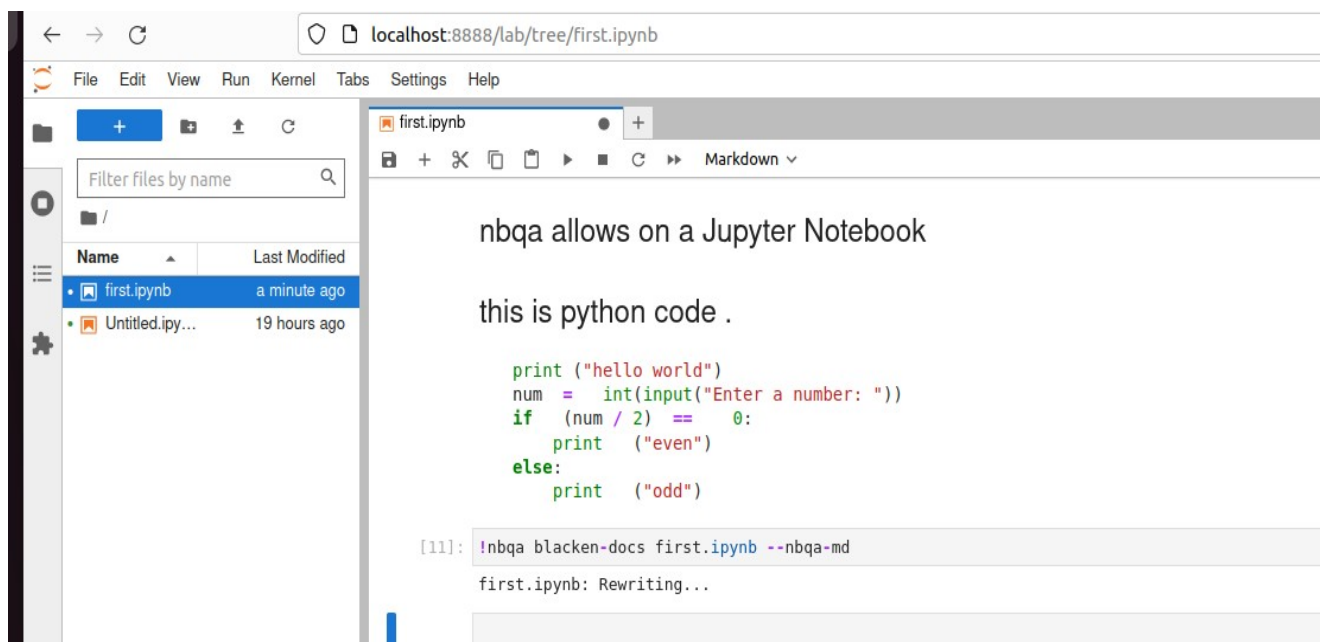 localhost:8888/lab/tree/first.ipynb
File Edit View Run Kernel Tabs Settings Help
first.ipynb
Markdown
Filter files by name
/
Name Last Modified
first.ipynb a minute ago
Untitled.ipy... 19 hours ago
nbqa allows on a Jupyter Notebook
this is python code .
print ("hello world")
num  =   int(input("Enter a number: "))
if   (num / 2)  ==    0:
    print   ("even")
else:
    print   ("odd")
[11]: !nbqa blacken-docs first.ipynb --nbqa-md
first.ipynb: Rewriting...